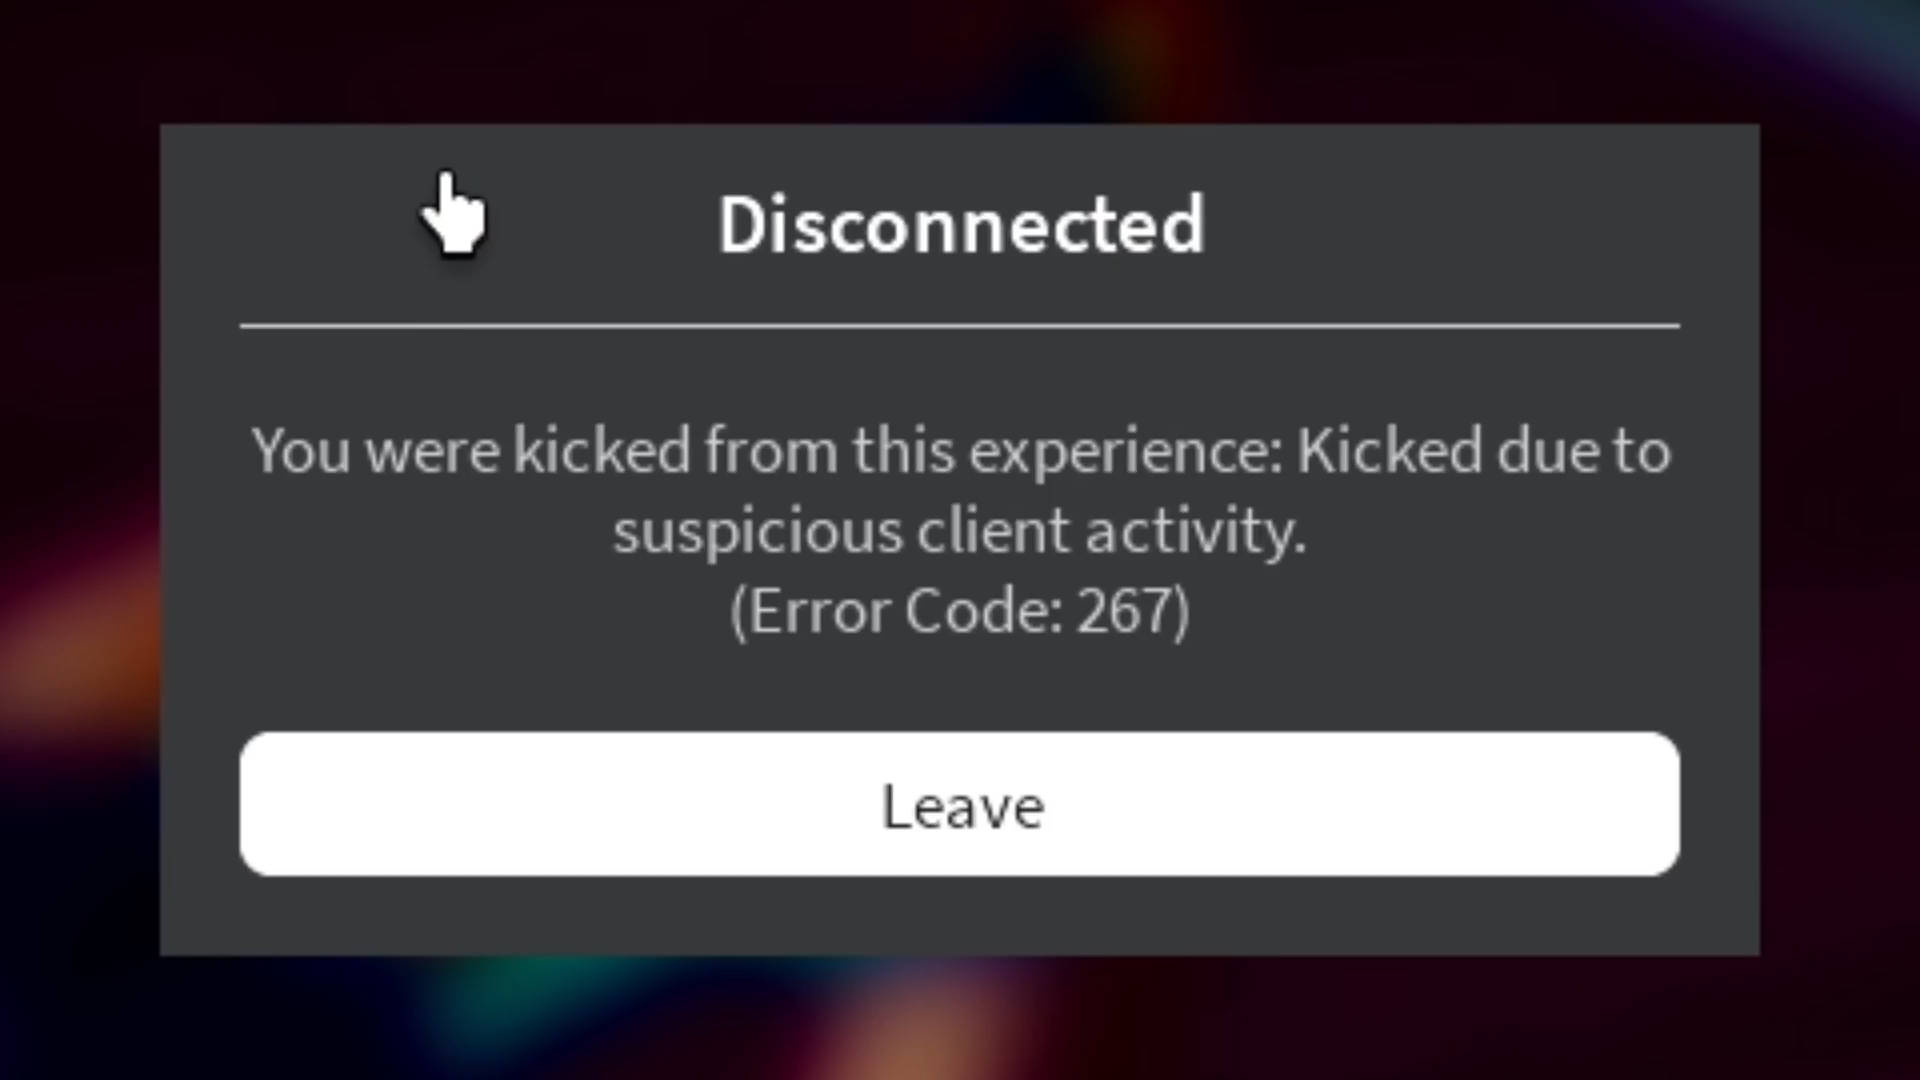 Disconnected
You were kicked from this experience: Kicked due to
suspicious client activity.
(Error Code: 267)
Leave